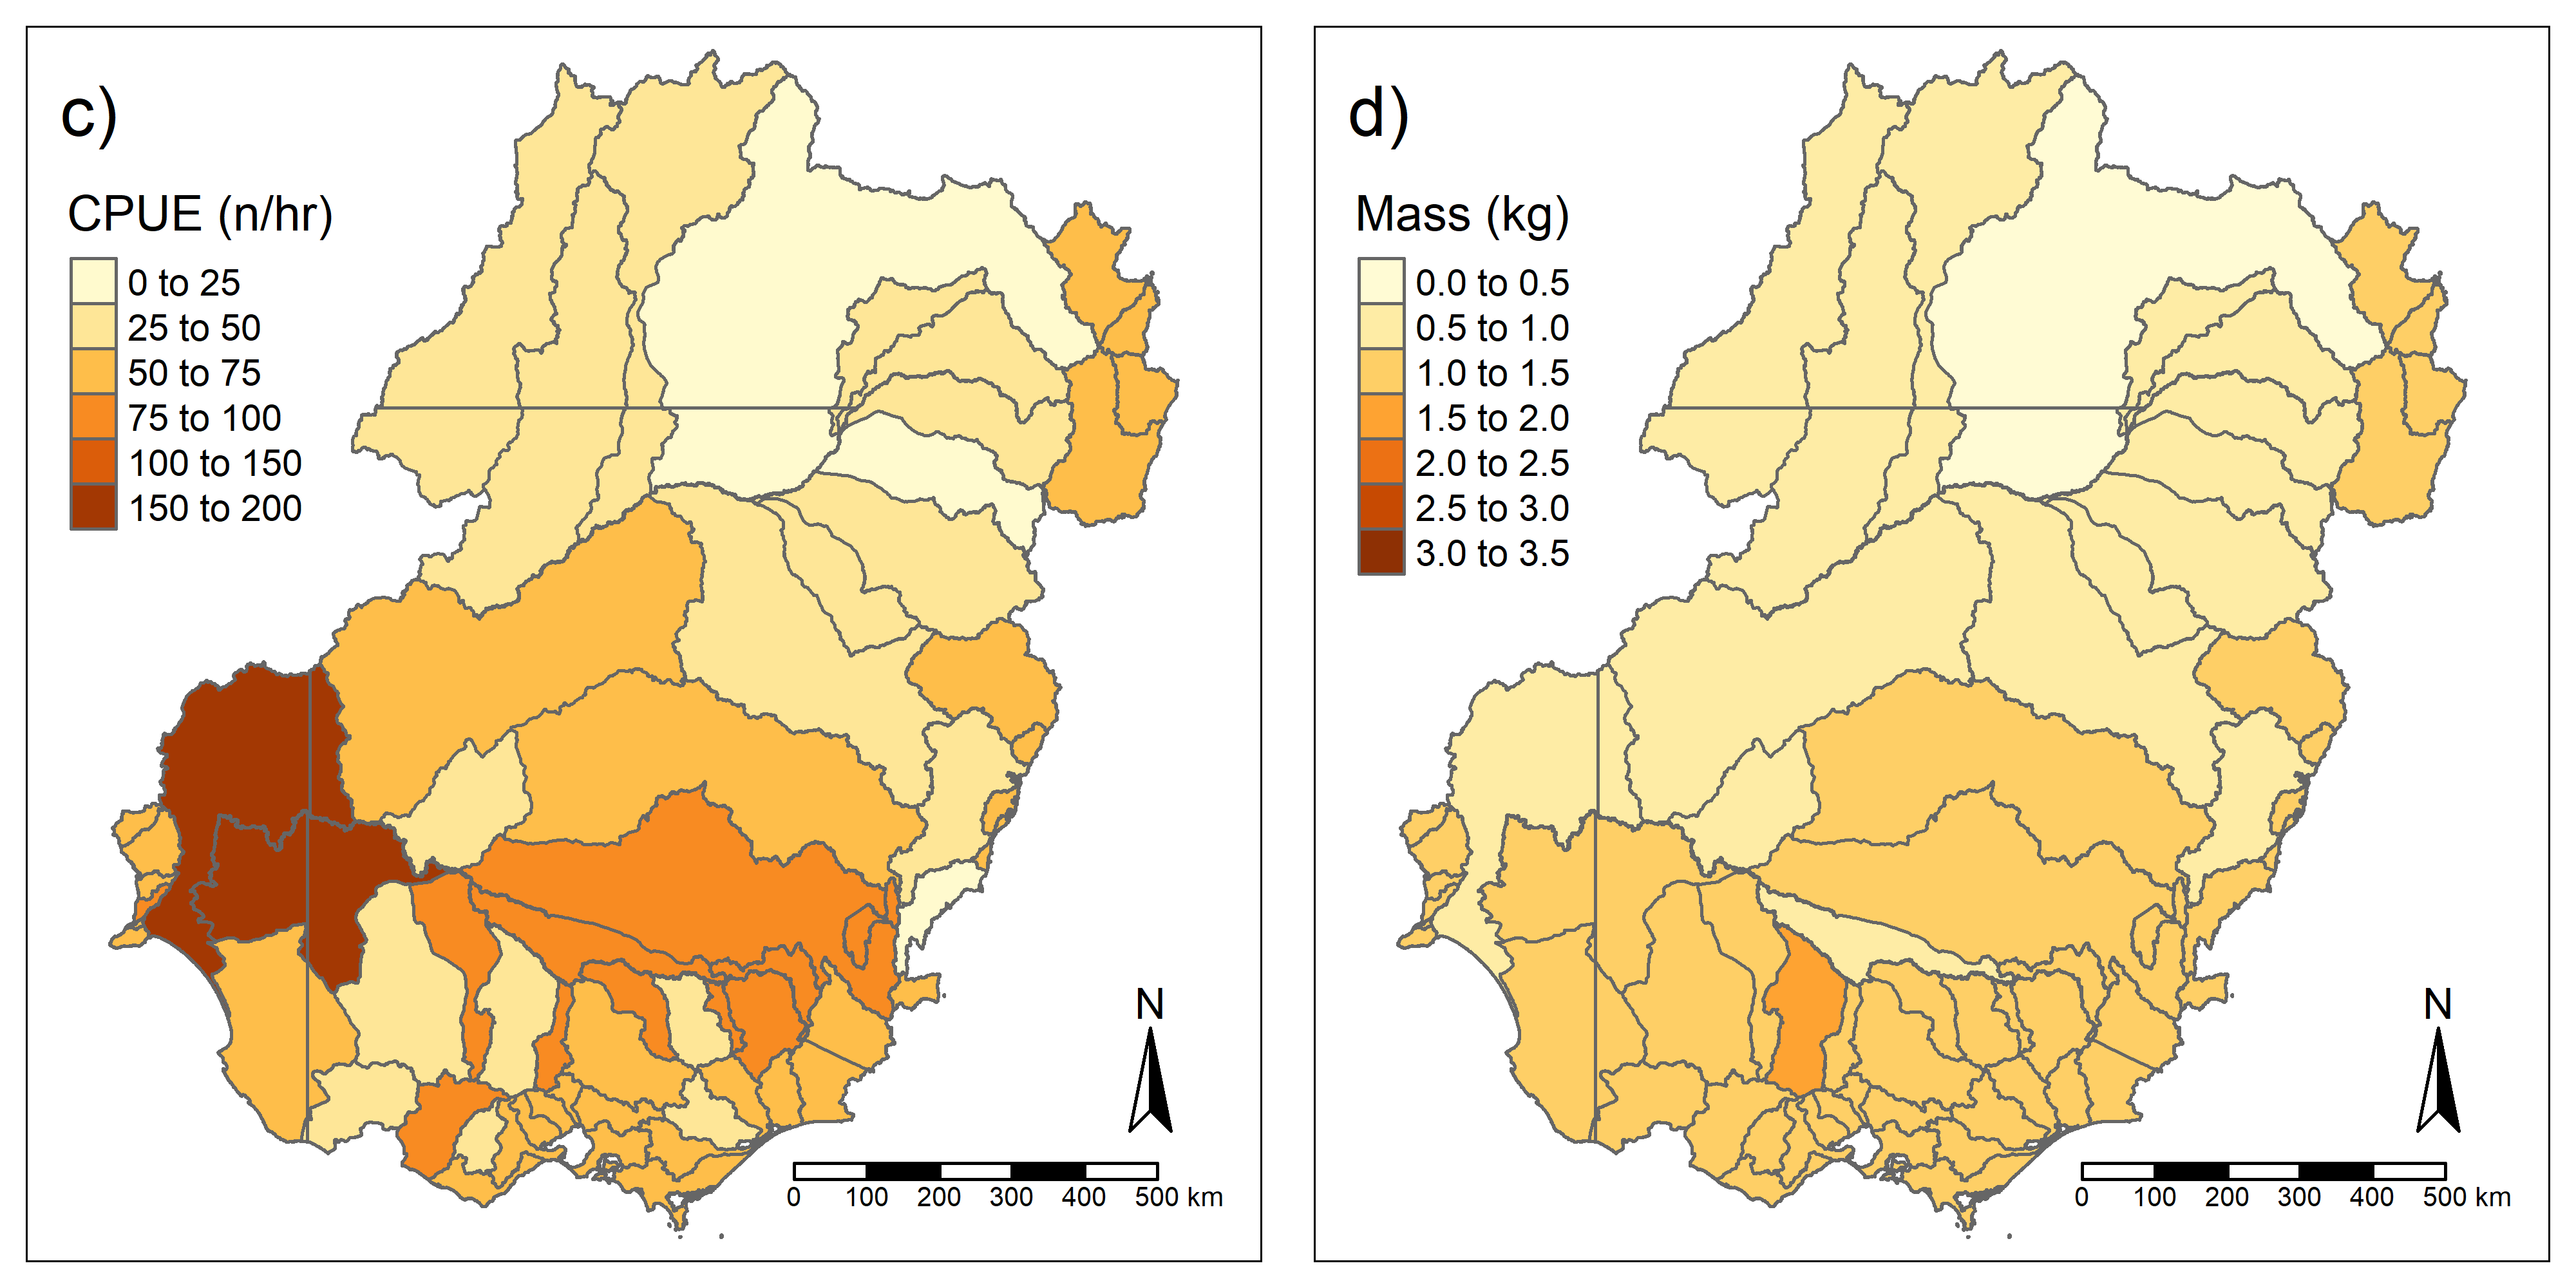 c)
CPUE (n/hr)
0 to 25
25 to 50
50 to 75
75 to 100
100 to 150
150 to 200
N
0 100 200 300 400 500 km
d)
Mass (kg)
0.0 to 0.5
0.5 to 1.0
1.0 to 1.5
1.5 to 2.0
2.0 to 2.5
2.5 to 3.0
3.0 to 3.5
N
0 100 200 300 400 500 km